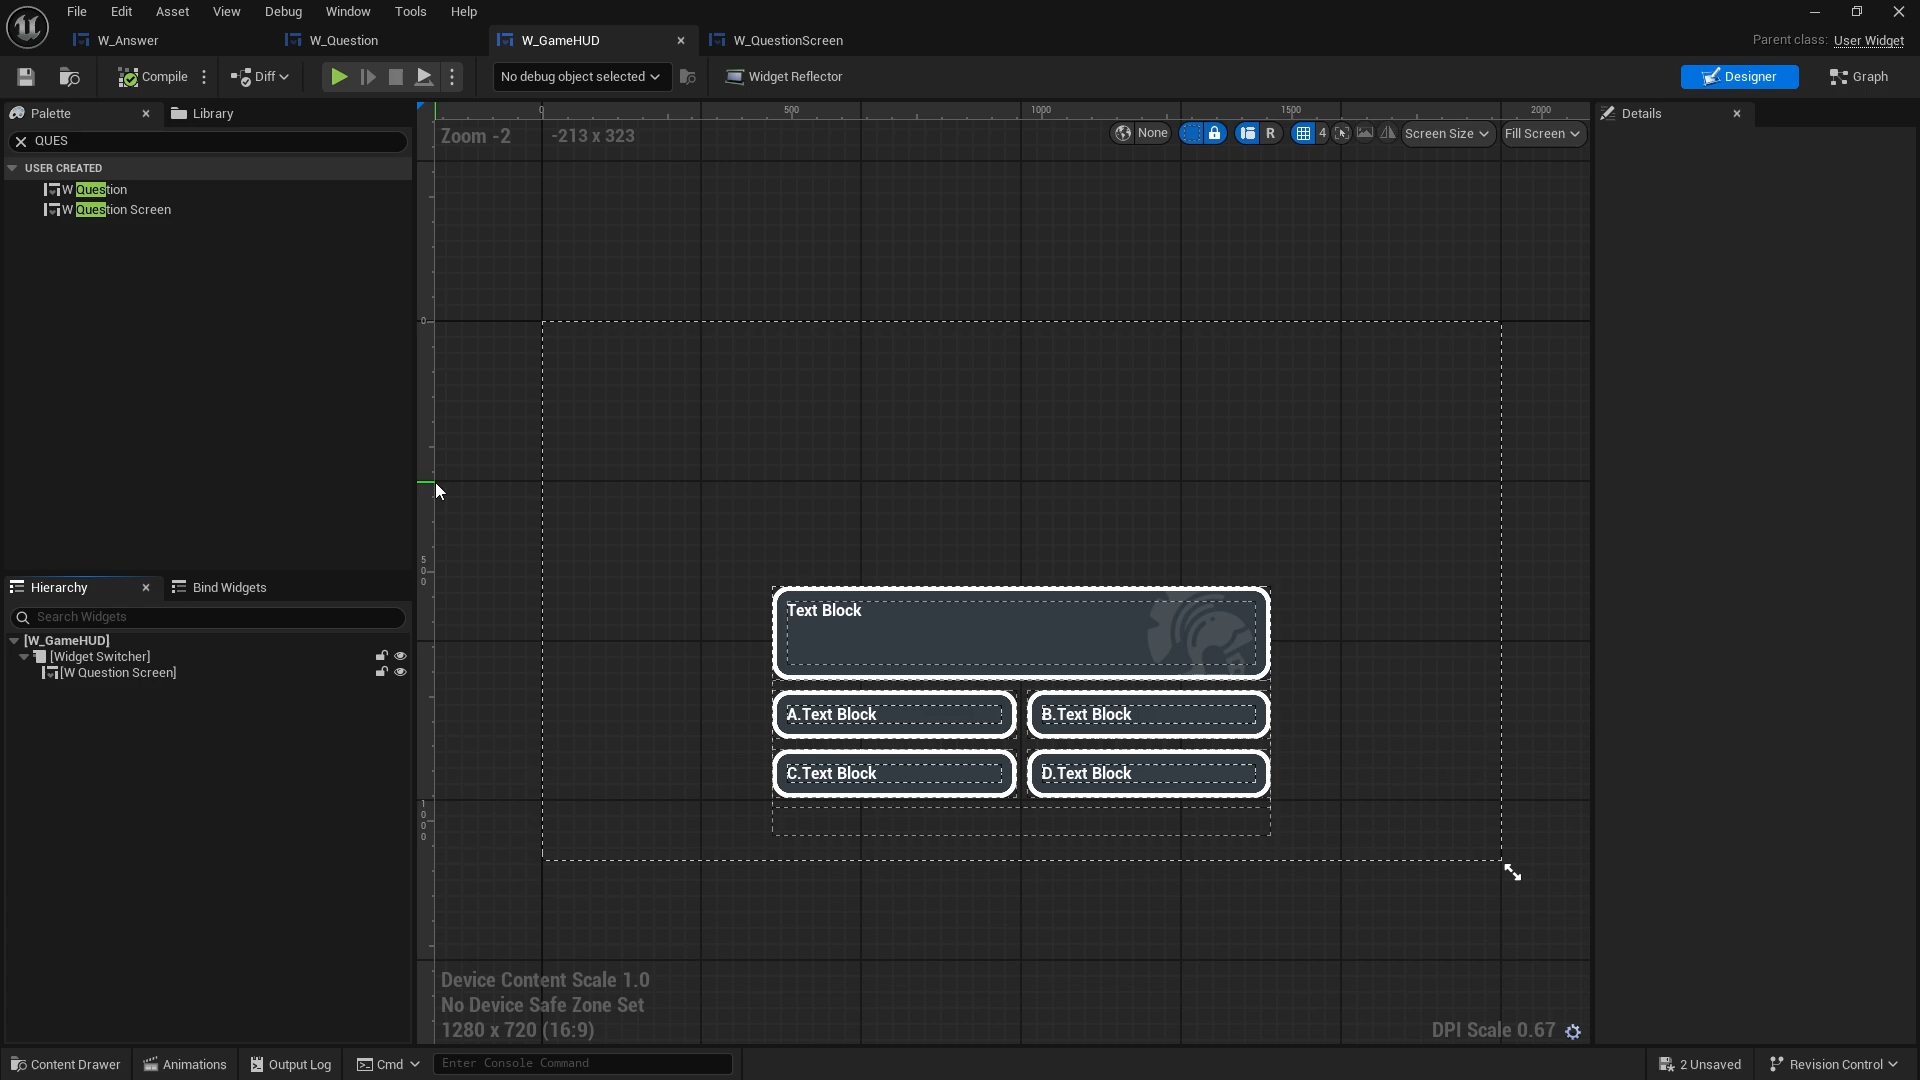 File Edit Asset View Debug Window Tools Help
W_Answer W_Question W_GameHUD W_QuestionScreen Parent class: User Widget
Compile Diff No debug object selected Widget Reflector Designer Graph
Palette Library Details
QUES
USER CREATED
W Question
W Question Screen
0 500 1000 1500 2000
Zoom -2 -213 x 323 None R 4 Screen Size Fill Screen
0
500
1000
Text Block
A.Text Block B.Text Block
C.Text Block D.Text Block
Hierarchy Bind Widgets
Search Widgets
[W_GameHUD]
[Widget Switcher]
[W Question Screen]
Device Content Scale 1.0
No Device Safe Zone Set
1280 x 720 (16:9) DPI Scale 0.67
Content Drawer Animations Output Log Cmd Enter Console Command 2 Unsaved Revision Control